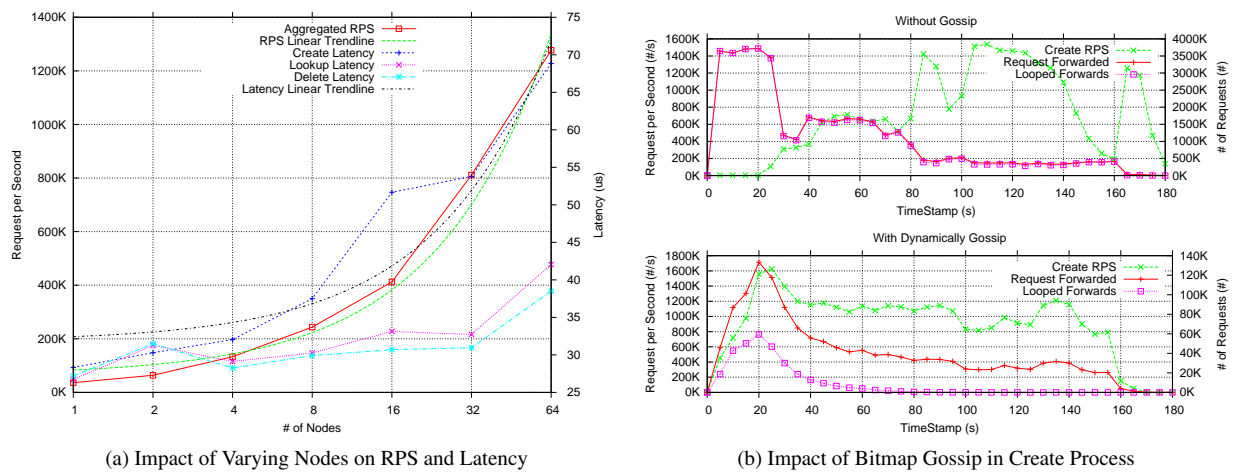 1400K
1200K
1000K
800K
600K
400K
200K
0K
Request per Second
75
70
65
60
55
50
45
40
35
30
25
Latency (us)
Aggregated RPS
RPS Linear Trendline
Create Latency
Lookup Latency
Delete Latency
Latency Linear Trendline
1 2 4 8 16 32 64
# of Nodes
(a) Impact of Varying Nodes on RPS and Latency
Without Gossip
1600K
1400K
1200K
1000K
800K
600K
400K
200K
0K
Request per Second (#/s)
4000K
3500K
3000K
2500K
2000K
1500K
1000K
500K
0K
# of Requests (#)
Create RPS
Request Forwarded
Looped Forwards
0 20 40 60 80 100 120 140 160 180
TimeStamp (s)
With Dynamically Gossip
1800K
1600K
1400K
1200K
1000K
800K
600K
400K
200K
0K
Request per Second (#/s)
140K
120K
100K
80K
60K
40K
20K
0K
# of Requests (#)
Create RPS
Request Forwarded
Looped Forwards
0 20 40 60 80 100 120 140 160 180
TimeStamp (s)
(b) Impact of Bitmap Gossip in Create Process